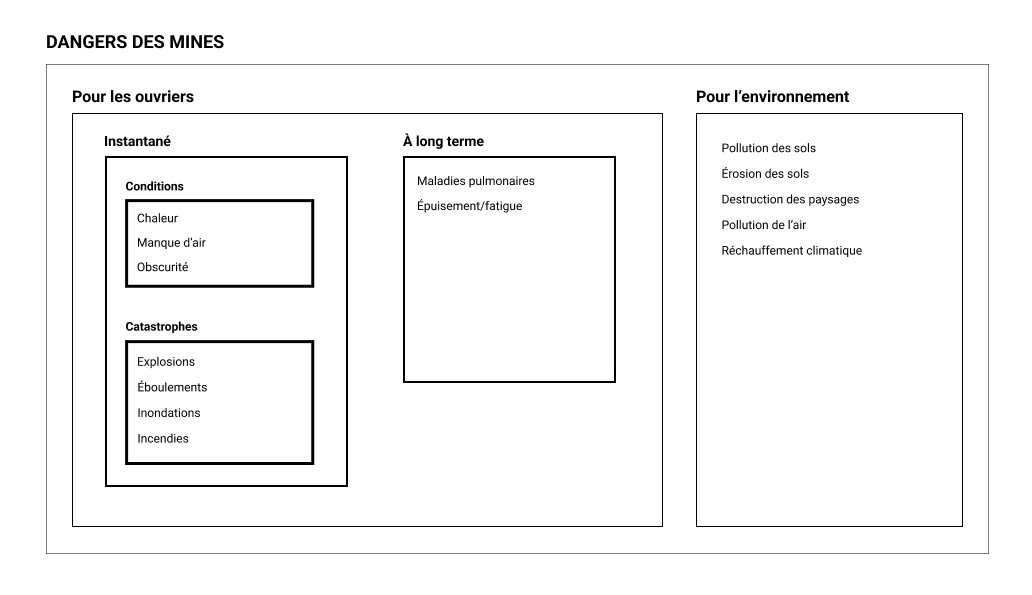 DANGERS DES MINES
Pour les ouvriers
Instantané
Conditions
Chaleur
Manque d’air
Obscurité
Catastrophes
Explosions
Éboulements
Inondations
Incendies
À long terme
Maladies pulmonaires
Épuisement/fatigue
Pour l’environnement
Pollution des sols
Érosion des sols
Destruction des paysages
Pollution de l’air
Réchauffement climatique